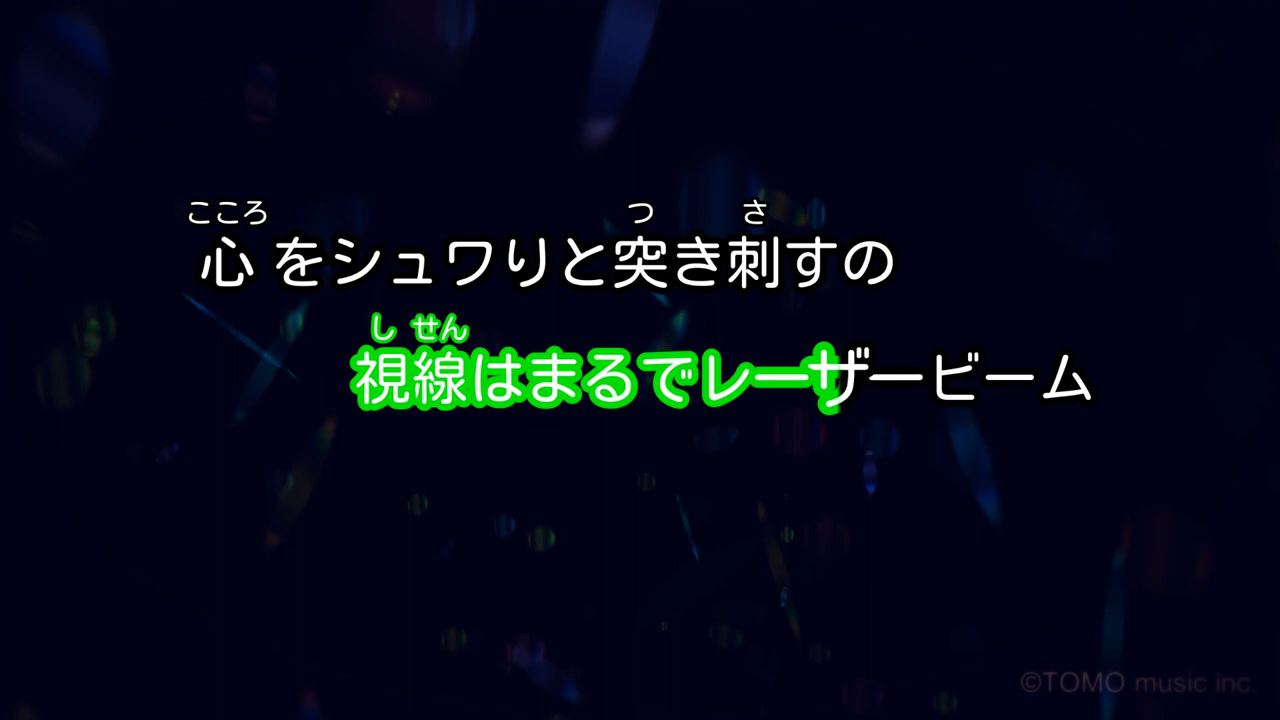 こころ つ さ
心をシュワりと突き刺すの
し せん
視線はまるでレーザービーム
©TOMO music inc.